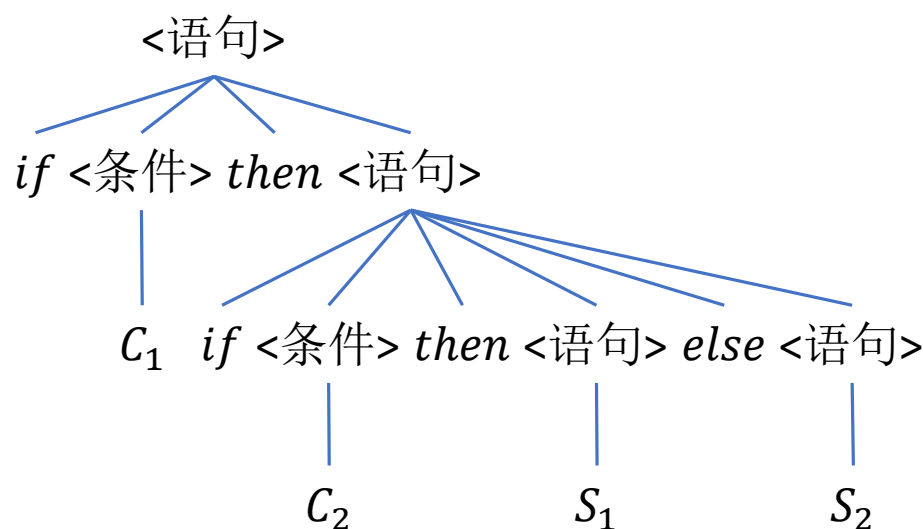 <语句>
if <条件> then <语句>
C₁ if <条件> then <语句> else <语句>
C₂ S₁ S₂